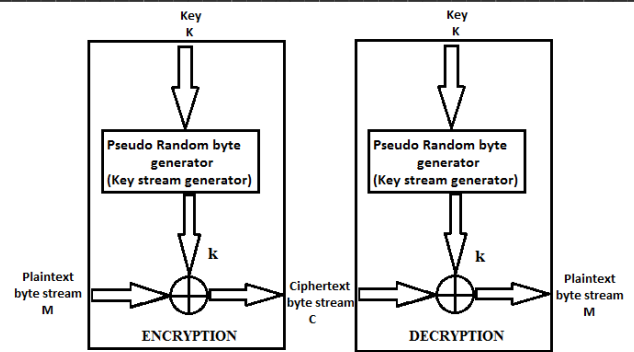 Key
K
Pseudo Random byte
generator
(Key stream generator)
k
Plaintext
byte stream
M
ENCRYPTION
Ciphertext
byte stream
C
Key
K
Pseudo Random byte
generator
(Key stream generator)
k
Plaintext
byte stream
M
DECRYPTION